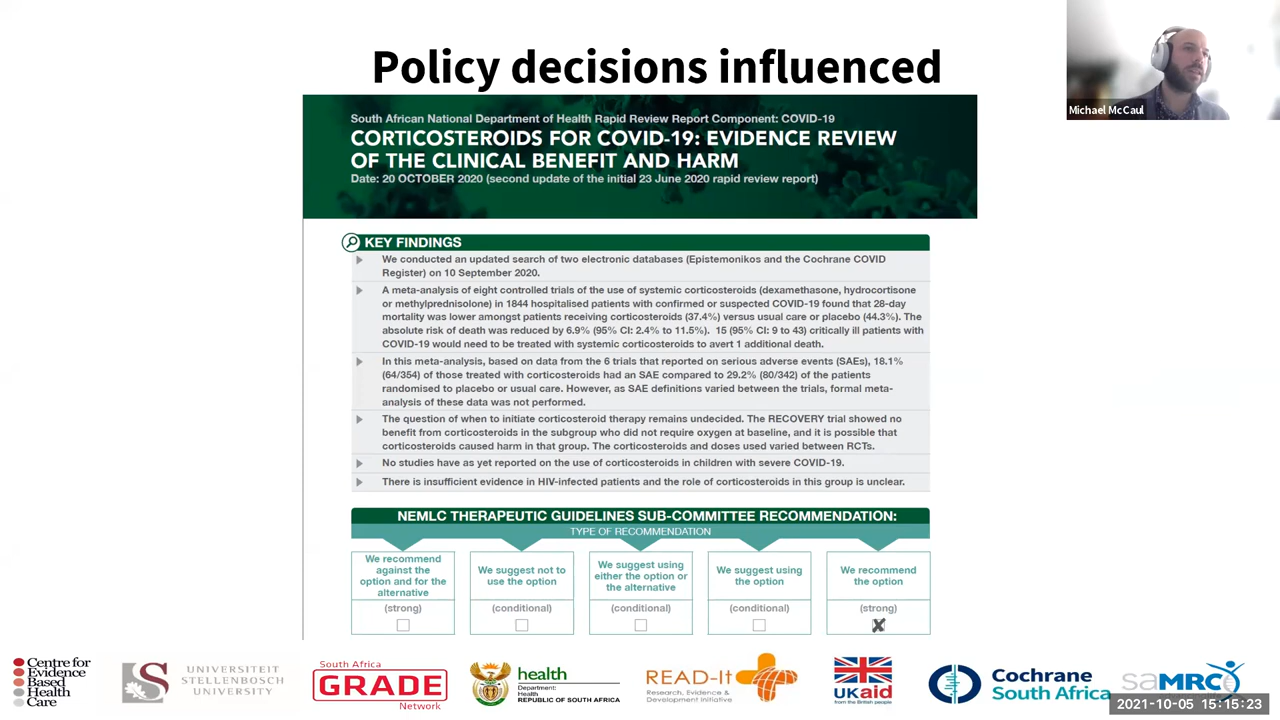 Policy decisions influenced
Michael McCaul
South African National Department of Health Rapid Review Report Component: COVID-19
CORTICOSTEROIDS FOR COVID-19: EVIDENCE REVIEW
OF THE CLINICAL BENEFIT AND HARM
Date: 20 OCTOBER 2020 (second update of the initial 23 June 2020 rapid review report)
KEY FINDINGS
We conducted an updated search of two electronic databases (Epistemonikos and the Cochrane COVID
Register) on 10 September 2020.
A meta-analysis of eight controlled trials of the use of systemic corticosteroids (dexamethasone, hydrocortisone
or methylprednisolone) in 1844 hospitalised patients with confirmed or suspected COVID-19 found that 28-day
mortality was lower amongst patients receiving corticosteroids (37.4%) versus usual care or placebo (44.3%). The
absolute risk of death was reduced by 6.9% (95% CI: 2.4% to 11.5%). 15 (95% CI: 9 to 43) critically ill patients with
COVID-19 would need to be treated with systemic corticosteroids to avert 1 additional death.
In this meta-analysis, based on data from the 6 trials that reported on serious adverse events (SAEs), 18.1%
(64/354) of those treated with corticosteroids had an SAE compared to 29.2% (80/342) of the patients
randomised to placebo or usual care. However, as SAE definitions varied between the trials, formal meta-
analysis of these data was not performed.
The question of when to initiate corticosteroid therapy remains undecided. The RECOVERY trial showed no
benefit from corticosteroids in the subgroup who did not require oxygen at baseline, and it is possible that
corticosteroids caused harm in that group. The corticosteroids and doses used varied between RCTs.
No studies have as yet reported on the use of corticosteroids in children with severe COVID-19.
There is insufficient evidence in HIV-infected patients and the role of corticosteroids in this group is unclear.
NEMLC THERAPEUTIC GUIDELINES SUB-COMMITTEE RECOMMENDATION:
TYPE OF RECOMMENDATION
We recommend
against the
option and for the
alternative
(strong)
We suggest not to
use the option
(conditional)
We suggest using
either the option or
the alternative
(conditional)
We suggest using
the option
(conditional)
We recommend
the option
(strong)
Centre for
Evidence
Based
Health
Care
UNIVERSITEIT
STELLENBOSCH
UNIVERSITY
South Africa
GRADE
Network
health
Department:
Health
REPUBLIC OF SOUTH AFRICA
READ-It
Research, Evidence &
Development Initiative
UKaid
from the British people
Cochrane
South Africa
saMRC
2021-10-05 15:15:23